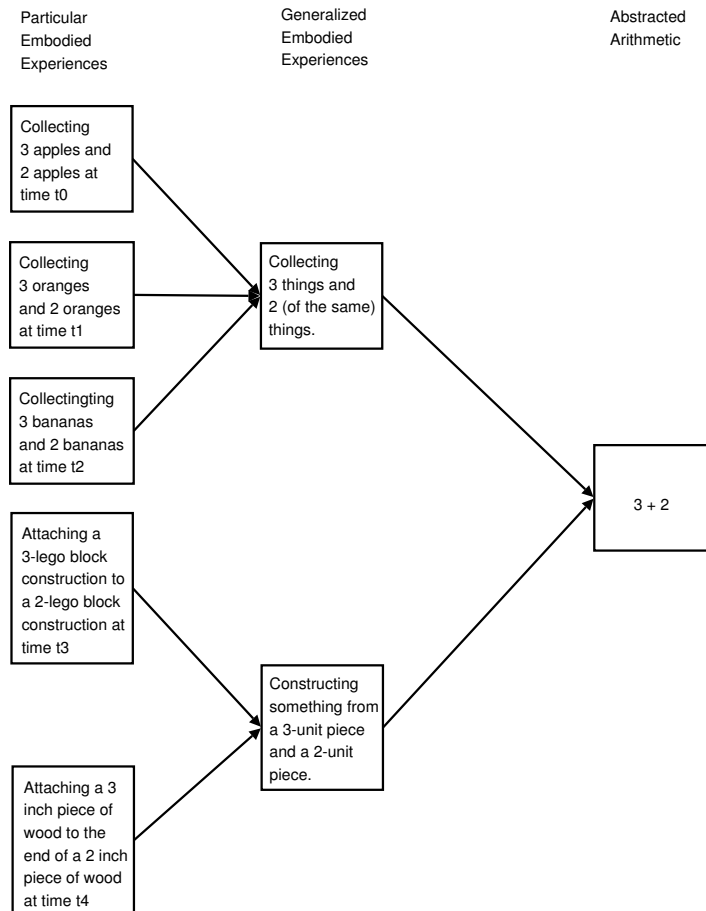 Particular
Embodied
Experiences
Generalized
Embodied
Experiences
Abstracted
Arithmetic
Collecting
3 apples and
2 apples at
time t0
Collecting
3 oranges
and 2 oranges
at time t1
Collectingting
3 bananas
and 2 bananas
at time t2
Attaching a
3-lego block
construction to
a 2-lego block
construction at
time t3
Attaching a 3
inch piece of
wood to the
end of a 2 inch
piece of wood
at time t4
Collecting
3 things and
2 (of the same)
things.
Constructing
something from
a 3-unit piece
and a 2-unit
piece.
3 + 2